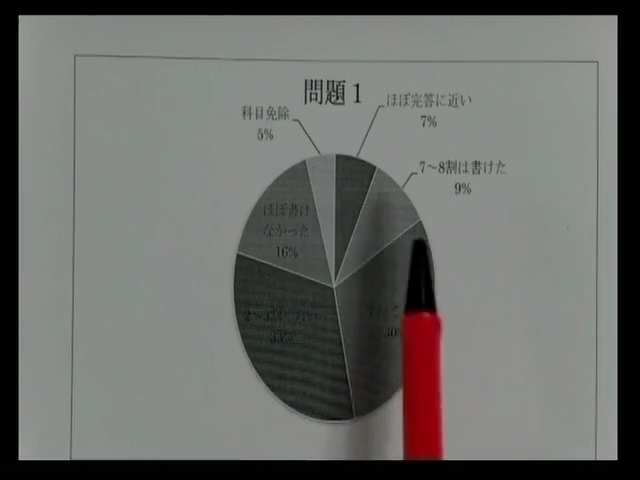 問題1
科目免除
5%
ほぼ完答に近い
7%
7〜8割は書けた
9%
ほぼ書け
なかった
16%